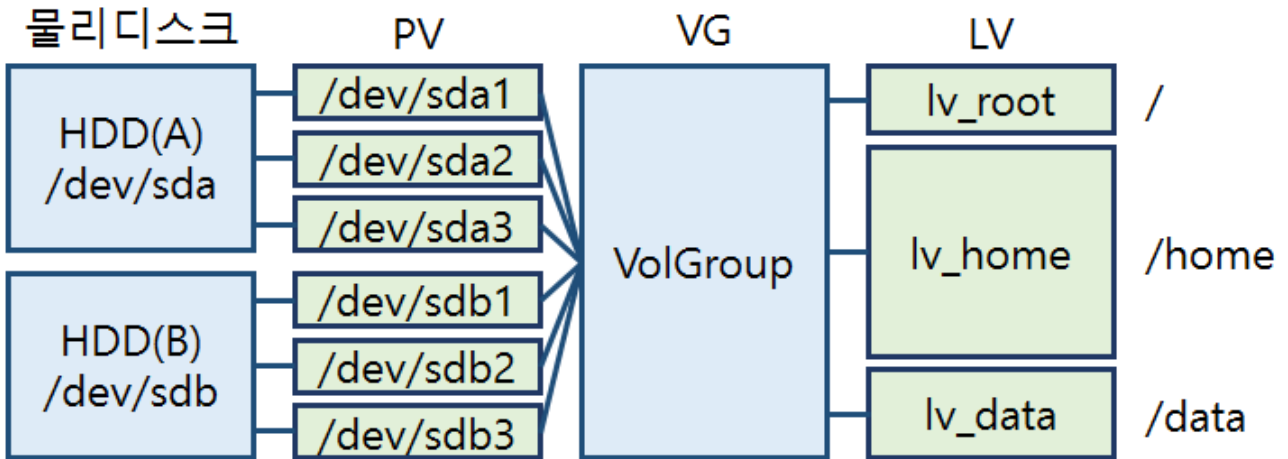 물리디스크
PV
VG
LV
HDD(A)
/dev/sda
/dev/sda1
/dev/sda2
/dev/sda3
HDD(B)
/dev/sdb
/dev/sdb1
/dev/sdb2
/dev/sdb3
VolGroup
lv_root
/
lv_home
/home
lv_data
/data